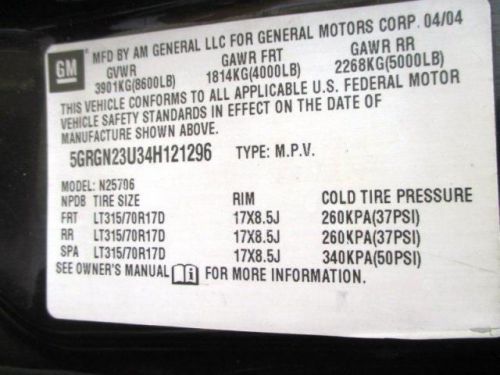 GM
MFD BY AM GENERAL LLC FOR GENERAL MOTORS CORP. 04/04
GVWR GAWR FRT GAWR RR
3901KG(8600LB) 1814KG(4000LB) 2268KG(5000LB)
THIS VEHICLE CONFORMS TO ALL APPLICABLE U.S. FEDERAL MOTOR
VEHICLE SAFETY STANDARDS IN EFFECT ON THE DATE OF
MANUFACTURE SHOWN ABOVE.
5GRGN23U34H121296 TYPE: M.P.V.
MODEL: N25706
NPD8 TIRE SIZE RIM COLD TIRE PRESSURE
FRT LT315/70R17D 17X8.5J 260KPA(37PSI)
RR LT315/70R17D 17X8.5J 260KPA(37PSI)
SPA LT315/70R17D 17X8.5J 340KPA(50PSI)
SEE OWNER'S MANUAL FOR MORE INFORMATION.